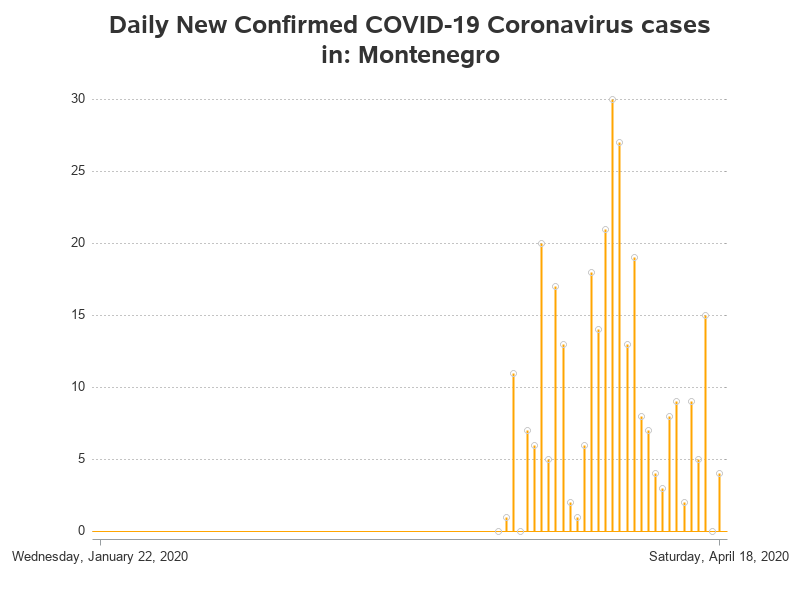 Daily New Confirmed COVID-19 Coronavirus cases
in: Montenegro
30
25
20
15
10
5
0
Wednesday, January 22, 2020
Saturday, April 18, 2020